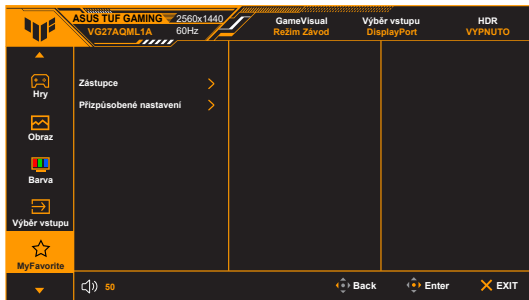 ASUS TUF GAMING 2560x1440
VG27AQML1A 60Hz
GameVisual
Režim Závod
Výběr vstupu
DisplayPort
HDR
VYPNUTO
Hry
Obraz
Barva
Výběr vstupu
MyFavorite
Zástupce
Přizpůsobené nastavení
50
Back
Enter
EXIT